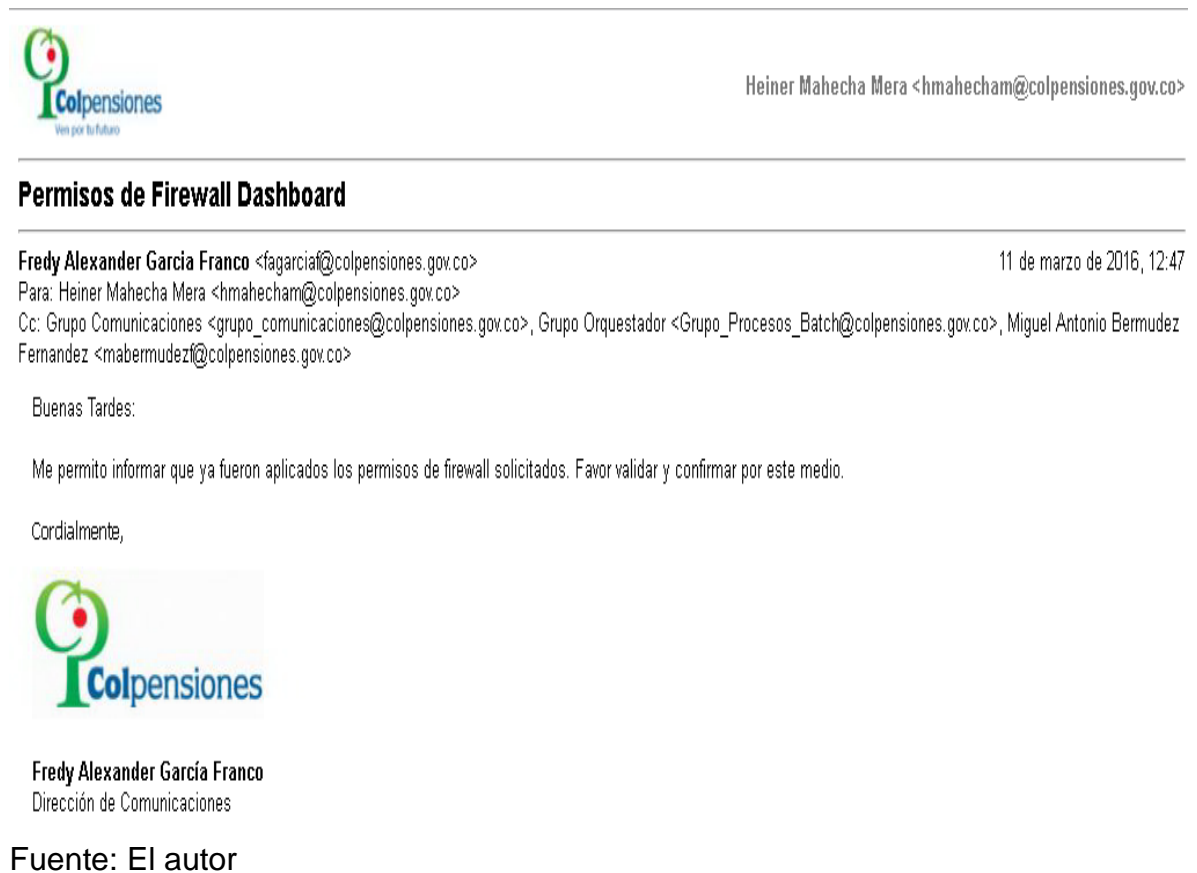 Colpensiones
Ven por tu futuro
Heiner Mahecha Mera <hmahecham@colpensiones.gov.co>
Permisos de Firewall Dashboard
Fredy Alexander Garcia Franco <fagarciaf@colpensiones.gov.co> 11 de marzo de 2016, 12:47
Para: Heiner Mahecha Mera <hmahecham@colpensiones.gov.co>
Cc: Grupo Comunicaciones <grupo_comunicaciones@colpensiones.gov.co>, Grupo Orquestador <Grupo_Procesos_Batch@colpensiones.gov.co>, Miguel Antonio Bermudez
Fernandez <mabermudezf@colpensiones.gov.co>
Buenas Tardes:
Me permito informar que ya fueron aplicados los permisos de firewall solicitados. Favor validar y confirmar por este medio.
Cordialmente,
Colpensiones
Fredy Alexander García Franco
Dirección de Comunicaciones
Fuente: El autor